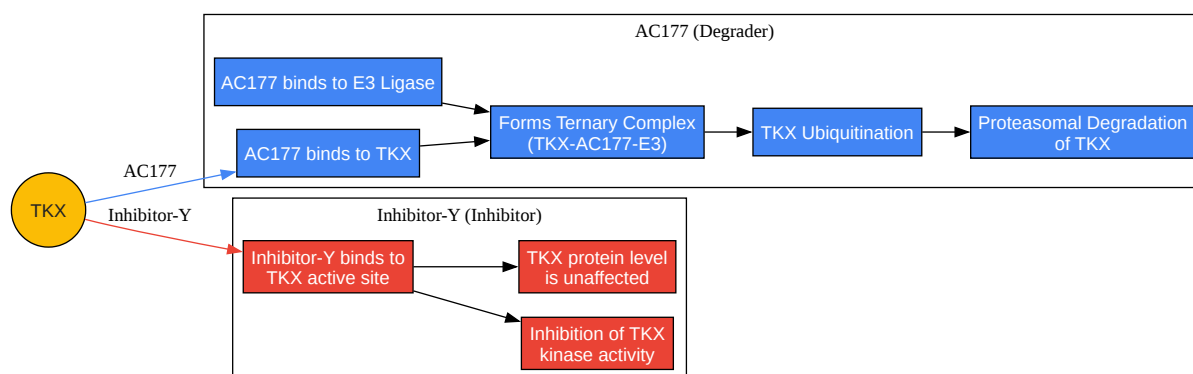 AC177 (Degrader)
AC177 binds to E3 Ligase
Forms Ternary Complex
(TKX-AC177-E3)
TKX Ubiquitination
Proteasomal Degradation
of TKX
AC177 binds to TKX
AC177
TKX
Inhibitor-Y
Inhibitor-Y (Inhibitor)
Inhibitor-Y binds to
TKX active site
TKX protein level
is unaffected
Inhibition of TKX
kinase activity